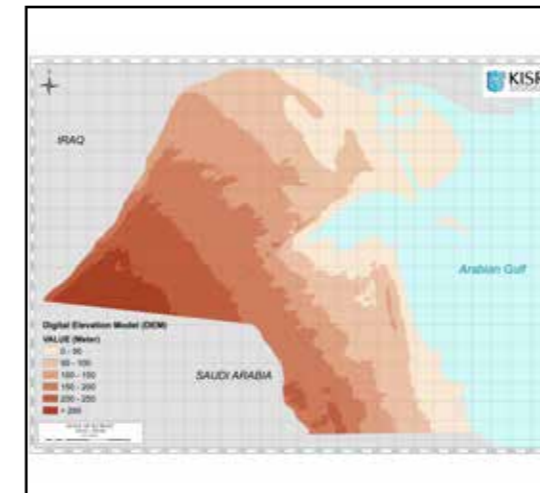 KISR
IRAQ
Arabian Gulf
Digital Elevation Model (DEM)
VALUE (Meter)
0 - 50
50 - 100
100 - 150
150 - 200
200 - 250
> 250
SAUDI ARABIA